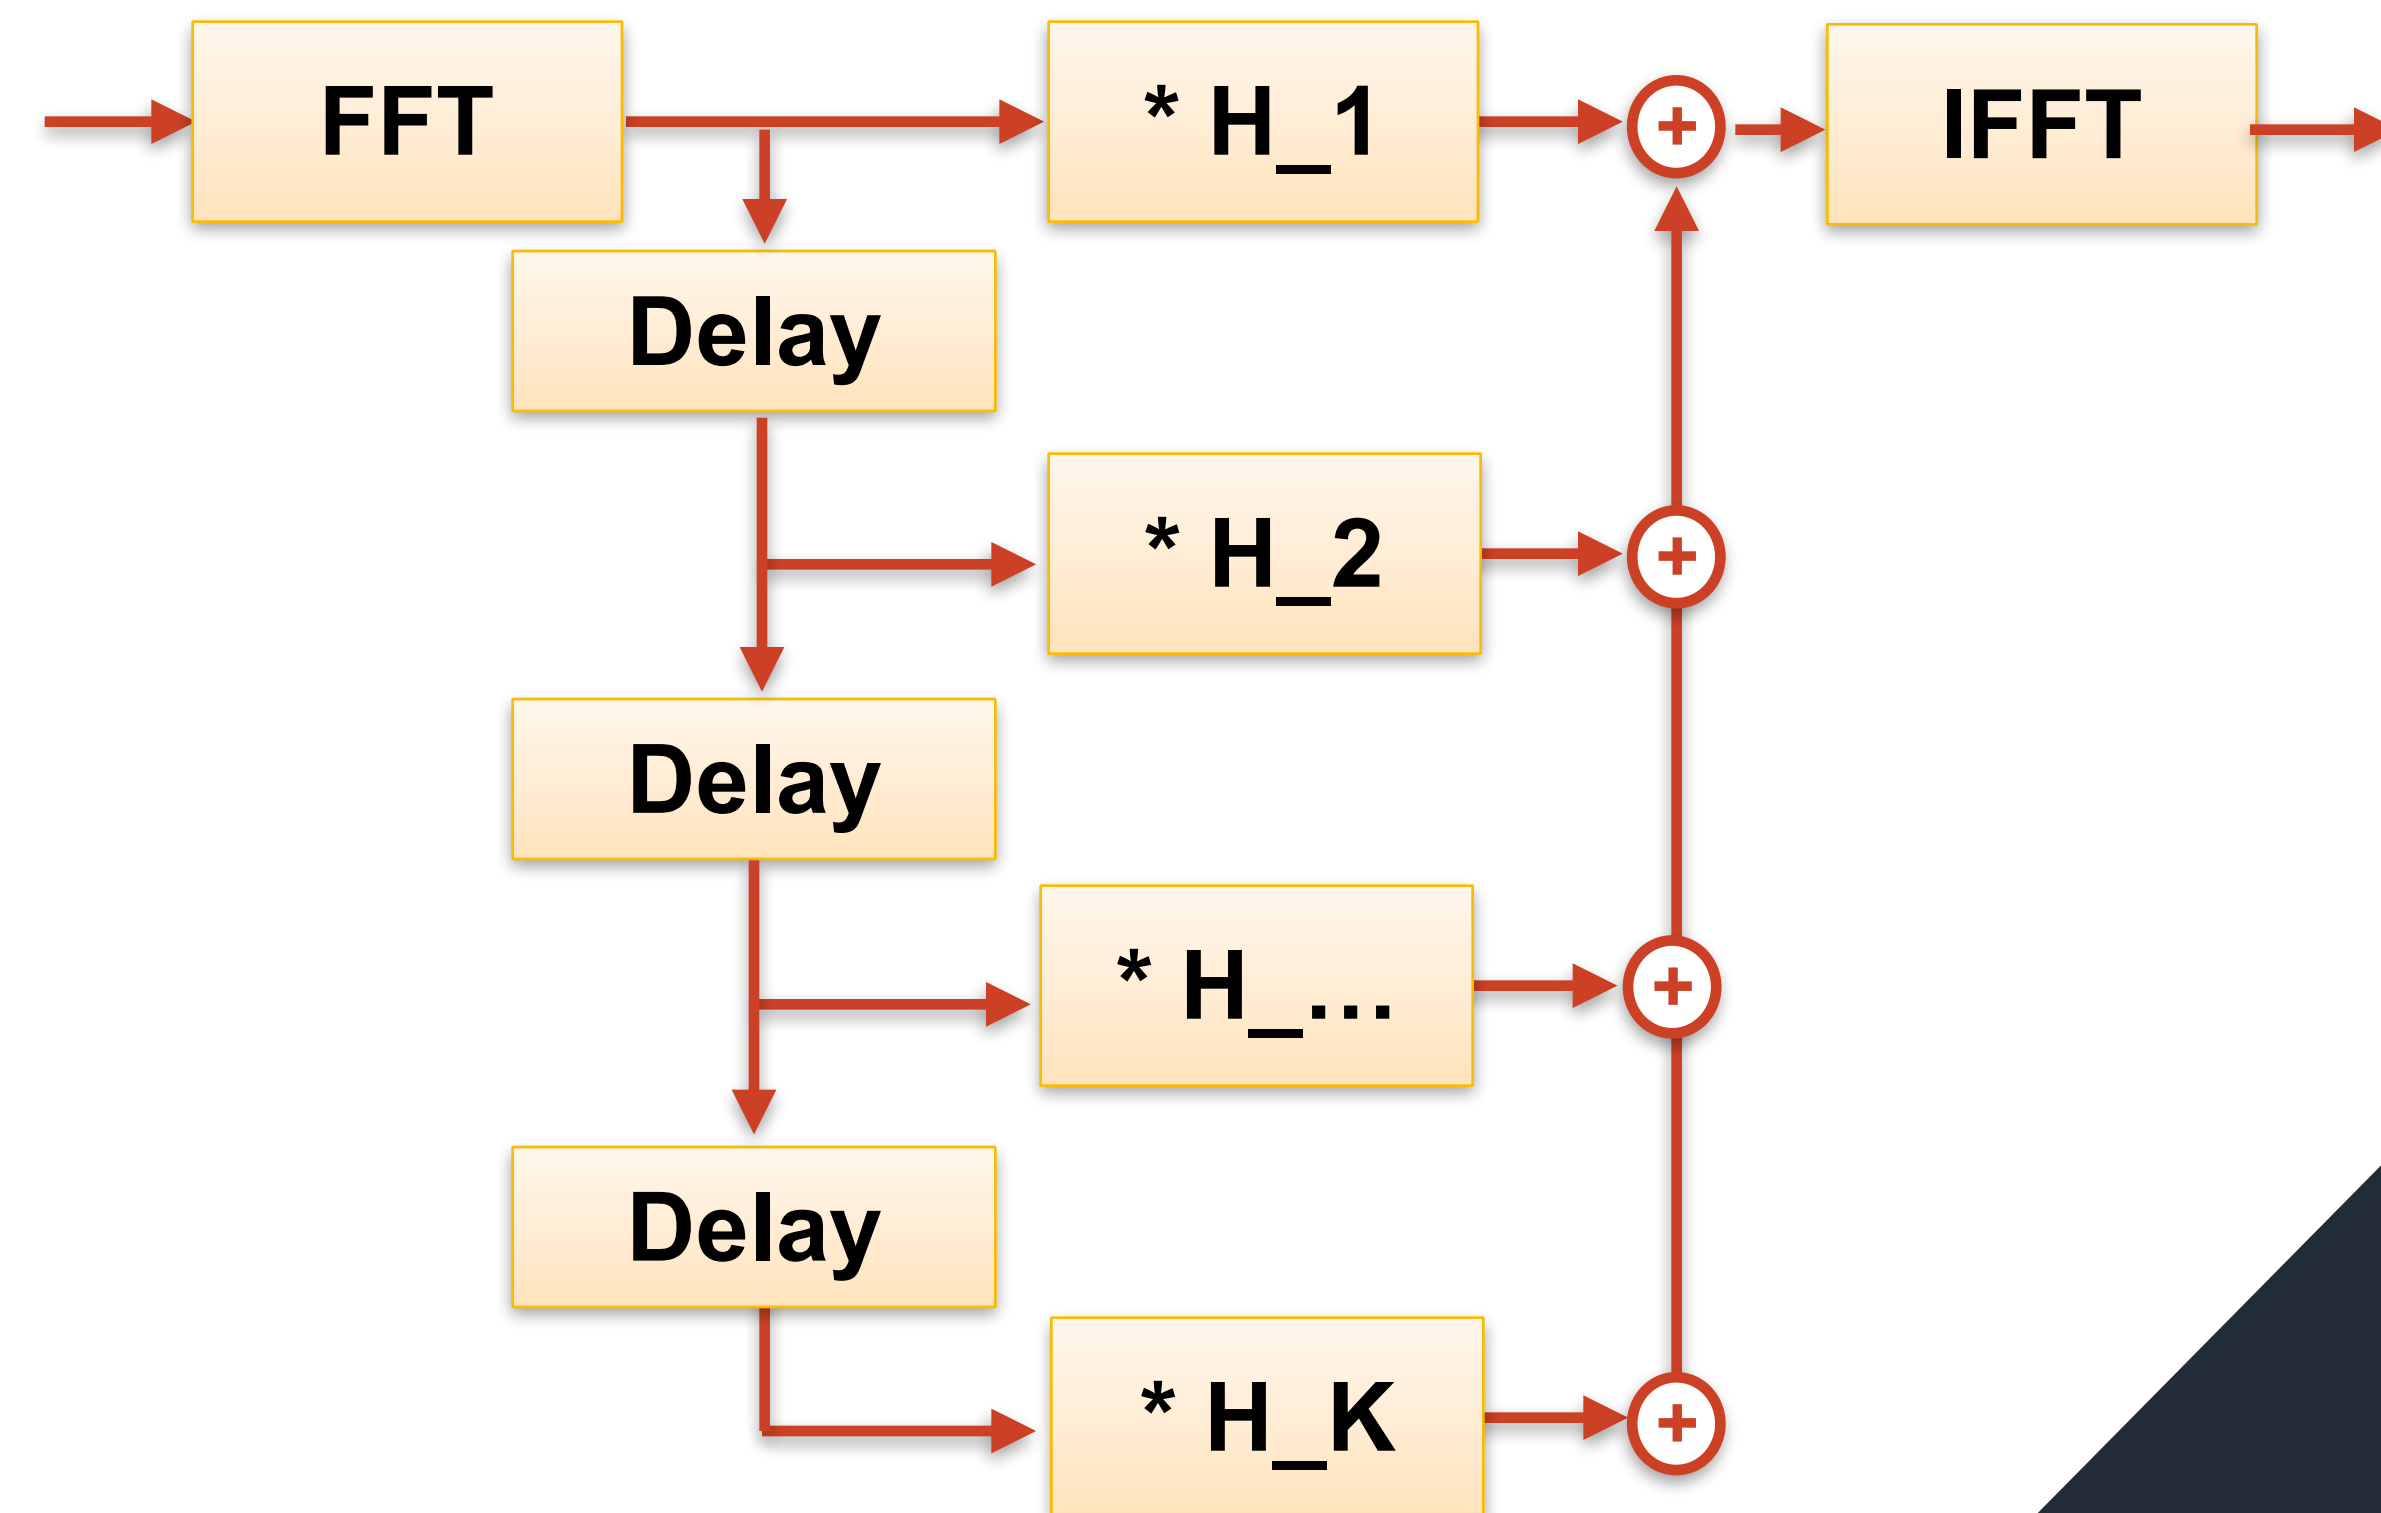 FFT
* H_1
+
IFFT
Delay
* H_2
+
Delay
* H_...
+
Delay
* H_K
+